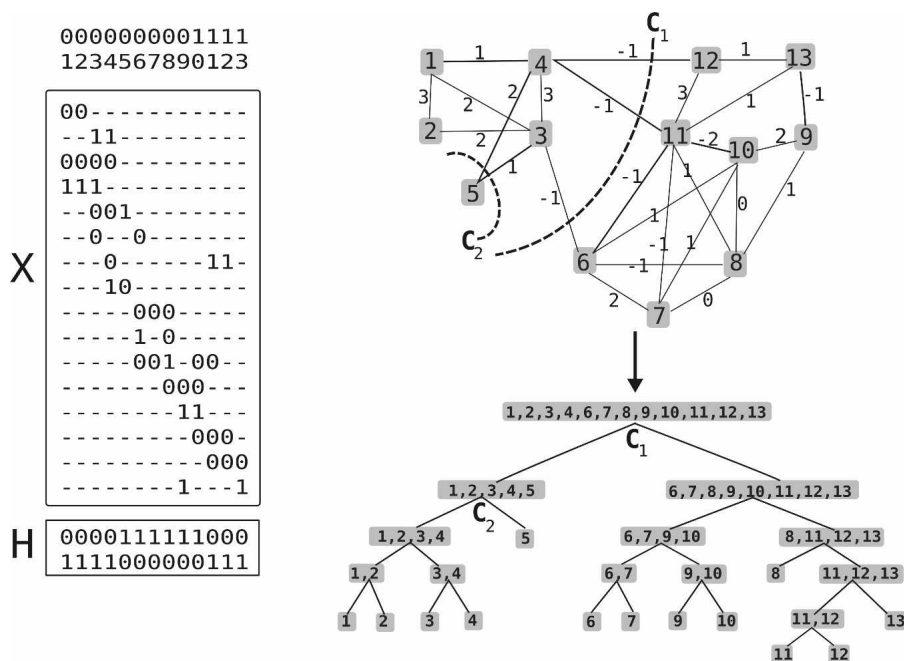 0000000001111
1234567890123
X
00-----------
--11---------
0000---------
111----------
--001--------
--0--0-------
---0------11-
---10--------
-----000-----
-----1-0-----
-----001-00--
-------000---
--------11---
---------000-
----------000
--------1---1
H
0000111111000
1111000000111
C1
1 1 4 -1 12 1 13
3 2 2 3 -1 3 1 -1
2 2 3 11 -2 10 2 9
5 1 -1 -1 1 1
C2
1 0
-1 1
6 -1 8
2 7 0
1,2,3,4,6,7,8,9,10,11,12,13
C1
1,2,3,4,5 6,7,8,9,10,11,12,13
C2
1,2,3,4 5 6,7,9,10 8,11,12,13
1,2 3,4 6,7 9,10 8 11,12,13
1 2 3 4 6 7 9 10 11,12 13
11 12